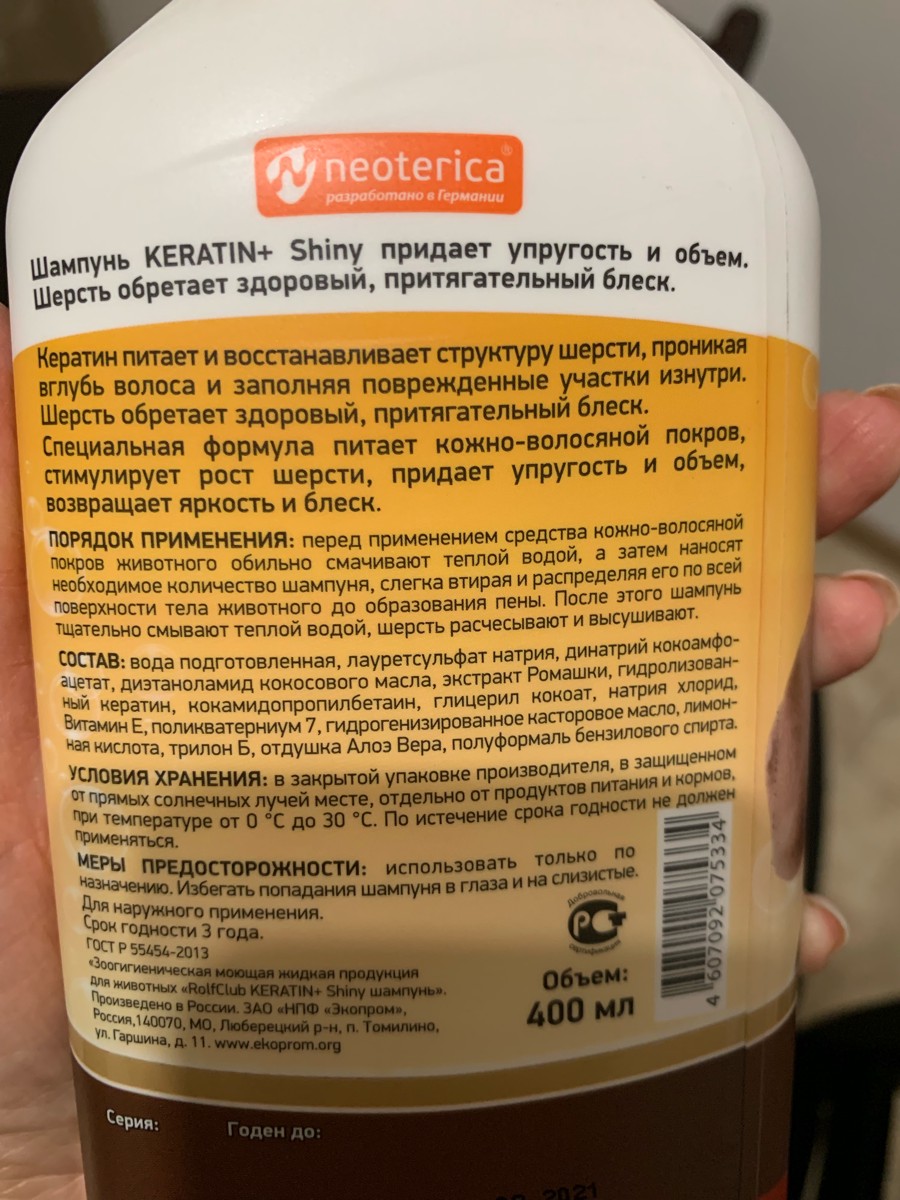 neoterica®
разработано в Германии
Шампунь KERATIN+ Shiny придает упругость и объем.
Шерсть обретает здоровый, притягательный блеск.
Кератин питает и восстанавливает структуру шерсти, проникая
вглубь волоса и заполняя поврежденные участки изнутри.
Шерсть обретает здоровый, притягательный блеск.
Специальная формула питает кожно-волосяной покров,
стимулирует рост шерсти, придает упругость и объем,
возвращает яркость и блеск.
ПОРЯДОК ПРИМЕНЕНИЯ: перед применением средства кожно-волосяной
покров животного обильно смачивают теплой водой, а затем наносят
необходимое количество шампуня, слегка втирая и распределяя его по всей
поверхности тела животного до образования пены. После этого шампунь
тщательно смывают теплой водой, шерсть расчесывают и высушивают.
СОСТАВ: вода подготовленная, лауретсульфат натрия, динатрий кокоамфо-
ацетат, диэтаноламид кокосового масла, экстракт Ромашки, гидролизован-
ный кератин, кокамидопропилбетаин, глицерил кокоат, натрия хлорид,
Витамин Е, поликватерниум 7, гидрогенизированное касторовое масло, лимон-
ная кислота, трилон Б, отдушка Алоэ Вера, полуформаль бензилового спирта.
УСЛОВИЯ ХРАНЕНИЯ: в закрытой упаковке производителя, в защищенном
от прямых солнечных лучей месте, отдельно от продуктов питания и кормов,
при температуре от 0 °С до 30 °С. По истечение срока годности не должен
применяться.
МЕРЫ ПРЕДОСТОРОЖНОСТИ: использовать только по
назначению. Избегать попадания шампуня в глаза и на слизистые.
Для наружного применения.
Срок годности 3 года.
ГОСТ Р 55454-2013
«Зоогигиеническая моющая жидкая продукция
для животных «RolfClub KERATIN+ Shiny шампунь».
Произведено в России. ЗАО «НПФ «Экопром»,
Россия,140070, МО, Люберецкий р-н, п. Томилино,
ул. Гаршина, д. 11. www.ekoprom.org
Добровольная
РСТ
сертификация
Объем:
400 мл
4 607092 075334
Серия:
Годен до:
2021